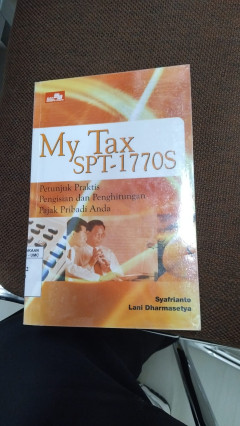 My Tax
SPT-1770S
Petunjuk Praktis
Pengisian dan Penghitungan
Pajak Pribadi Anda
Syafrianto
Lani Dharmasetya